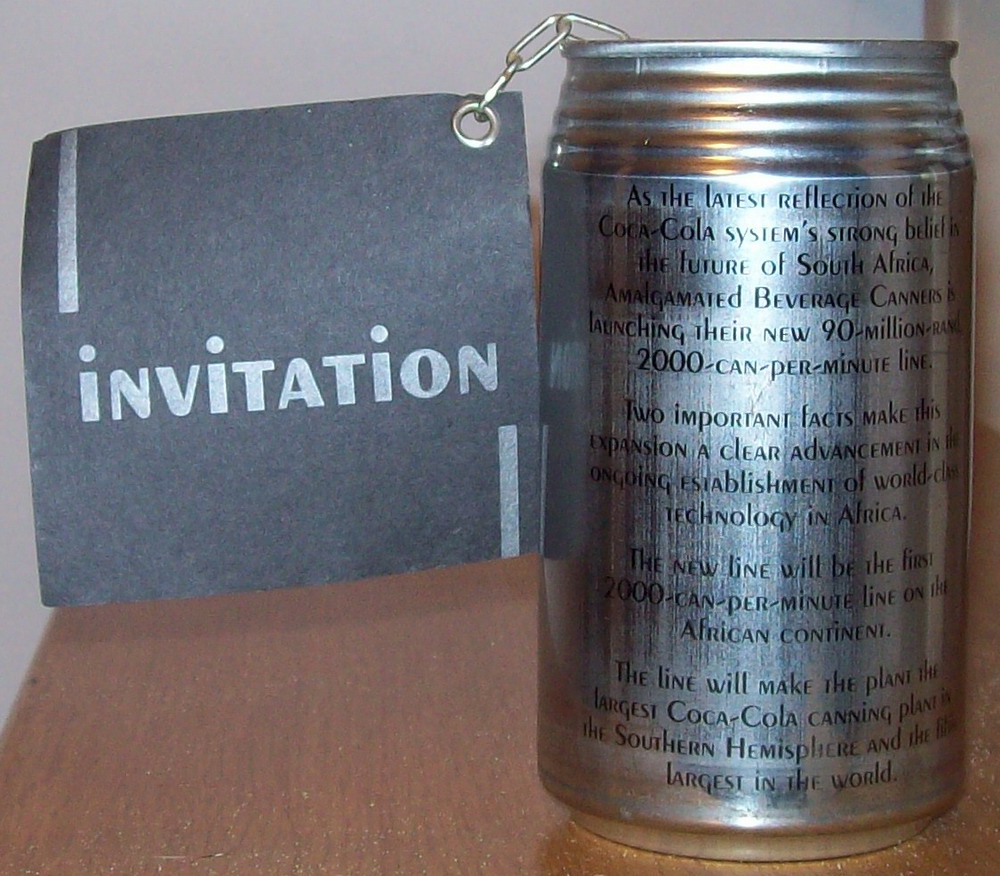 iNViTATiON
As the latest reflection of the
Coca-Cola system's strong belief in
the future of South Africa,
Amalgamated Beverage Canners is
launching their new 90-million-rand,
2000-can-per-minute line.
Two important facts make this
expansion a clear advancement in the
ongoing establishment of world-class
technology in Africa.
The new line will be the first
2000-can-per-minute line on the
African continent.
The line will make the plant the
largest Coca-Cola canning plant in
the Southern Hemisphere and the
largest in the world.